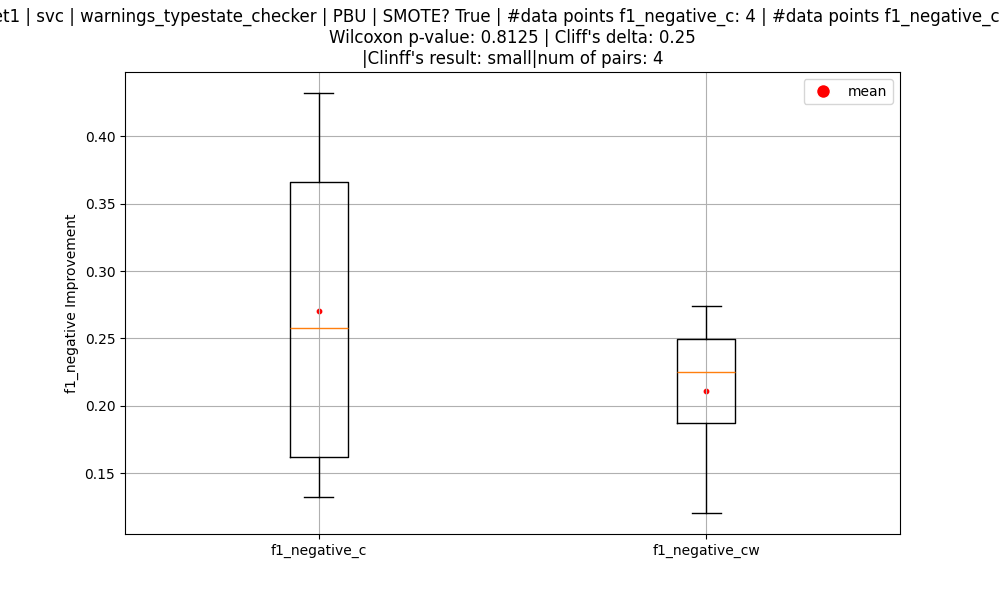 et1 | svc | warnings_typestate_checker | PBU | SMOTE? True | #data points f1_negative_c: 4 | #data points f1_negative_c
Wilcoxon p-value: 0.8125 | Cliff's delta: 0.25
|Clinff's result: small|num of pairs: 4
mean
0.40
0.35
0.30
0.25
0.20
0.15
f1_negative Improvement
f1_negative_c
f1_negative_cw